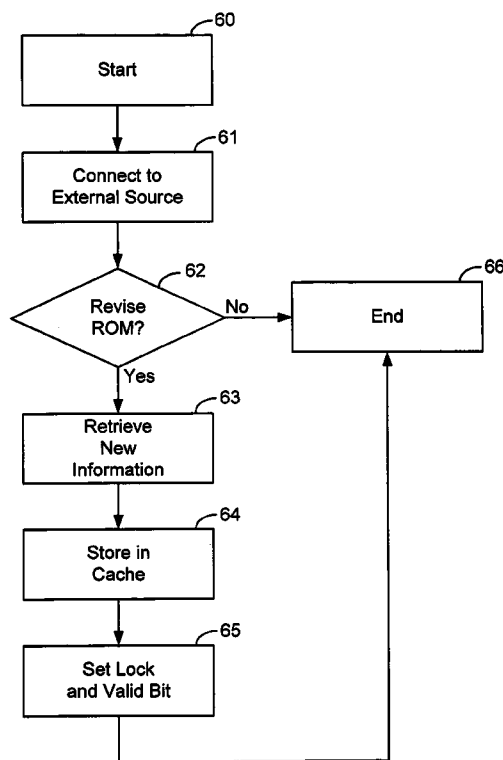 60
Start
61
Connect to
External Source
62
Revise
ROM?
No
66
End
Yes
63
Retrieve
New
Information
64
Store in
Cache
65
Set Lock
and Valid Bit